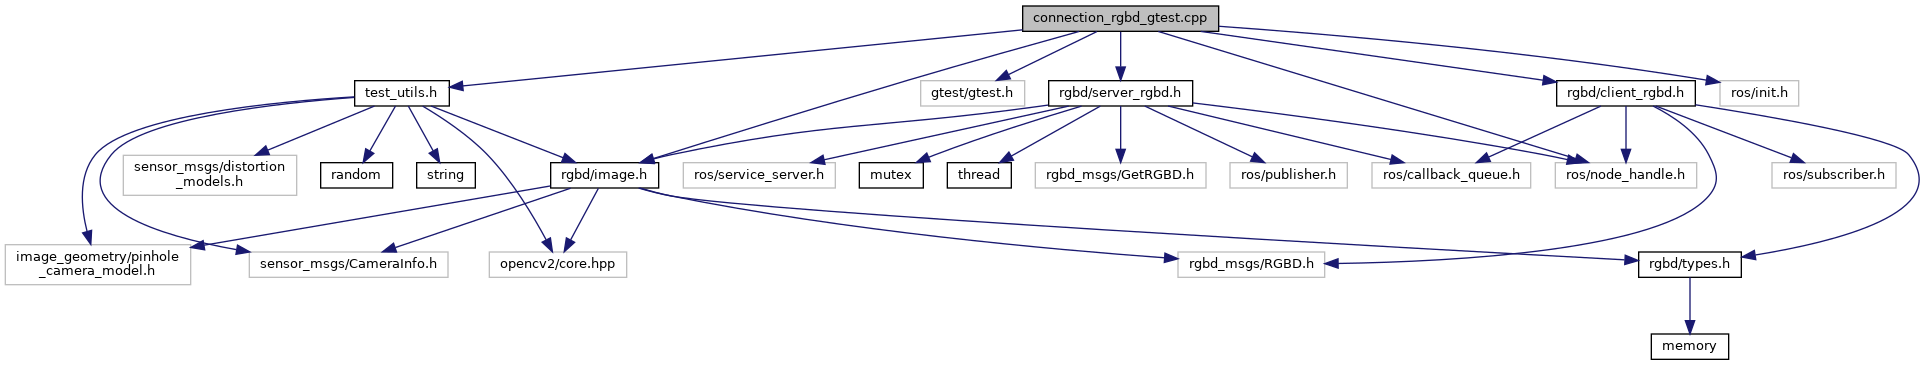 connection_rgbd_gtest.cpp
test_utils.h
gtest/gtest.h
rgbd/server_rgbd.h
rgbd/client_rgbd.h
ros/init.h
sensor_msgs/distortion
_models.h
random
string
rgbd/image.h
ros/service_server.h
mutex
thread
rgbd_msgs/GetRGBD.h
ros/publisher.h
ros/callback_queue.h
ros/node_handle.h
ros/subscriber.h
image_geometry/pinhole
_camera_model.h
sensor_msgs/CameraInfo.h
opencv2/core.hpp
rgbd_msgs/RGBD.h
rgbd/types.h
memory